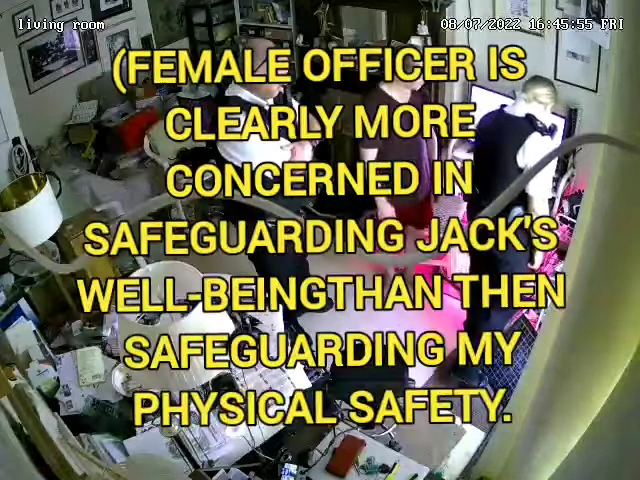 living room
08/07/2022 16:45:55 FRI
(FEMALE OFFICER IS
CLEARLY MORE
CONCERNED IN
SAFEGUARDING JACK'S
WELL-BEINGTHAN THEN
SAFEGUARDING MY
PHYSICAL SAFETY.